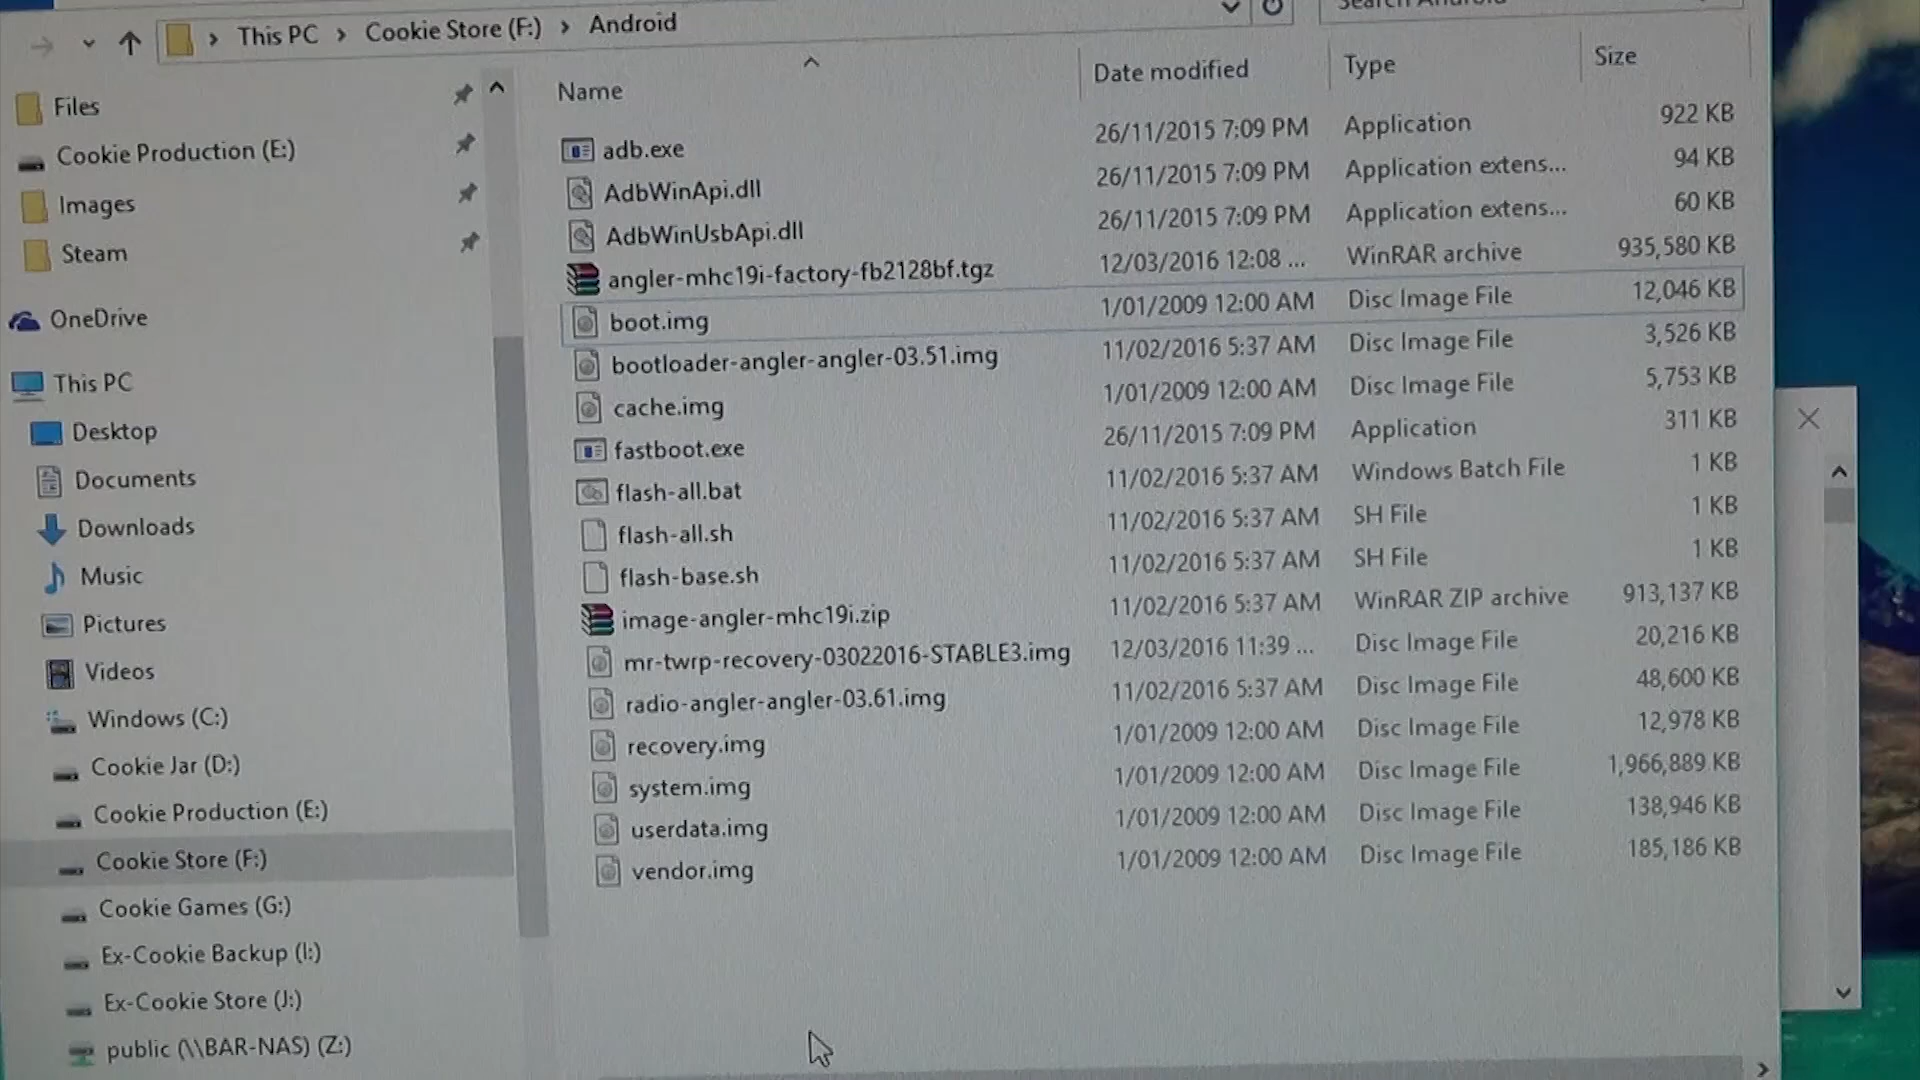 This PC > Cookie Store (F:) > Android
Files
Cookie Production (E:)
Images
Steam
OneDrive
This PC
Desktop
Documents
Downloads
Music
Pictures
Videos
Windows (C:)
Cookie Jar (D:)
Cookie Production (E:)
Cookie Store (F:)
Cookie Games (G:)
Ex-Cookie Backup (I:)
Ex-Cookie Store (J:)
public (\\BAR-NAS) (Z:)
Name Date modified Type Size
adb.exe 26/11/2015 7:09 PM Application 922 KB
AdbWinApi.dll 26/11/2015 7:09 PM Application extens... 94 KB
AdbWinUsbApi.dll 26/11/2015 7:09 PM Application extens... 60 KB
angler-mhc19i-factory-fb2128bf.tgz 12/03/2016 12:08 ... WinRAR archive 935,580 KB
boot.img 1/01/2009 12:00 AM Disc Image File 12,046 KB
bootloader-angler-angler-03.51.img 11/02/2016 5:37 AM Disc Image File 3,526 KB
cache.img 1/01/2009 12:00 AM Disc Image File 5,753 KB
fastboot.exe 26/11/2015 7:09 PM Application 311 KB
flash-all.bat 11/02/2016 5:37 AM Windows Batch File 1 KB
flash-all.sh 11/02/2016 5:37 AM SH File 1 KB
flash-base.sh 11/02/2016 5:37 AM SH File 1 KB
image-angler-mhc19i.zip 11/02/2016 5:37 AM WinRAR ZIP archive 913,137 KB
mr-twrp-recovery-03022016-STABLE3.img 12/03/2016 11:39 ... Disc Image File 20,216 KB
radio-angler-angler-03.61.img 11/02/2016 5:37 AM Disc Image File 48,600 KB
recovery.img 1/01/2009 12:00 AM Disc Image File 12,978 KB
system.img 1/01/2009 12:00 AM Disc Image File 1,966,889 KB
userdata.img 1/01/2009 12:00 AM Disc Image File 138,946 KB
vendor.img 1/01/2009 12:00 AM Disc Image File 185,186 KB